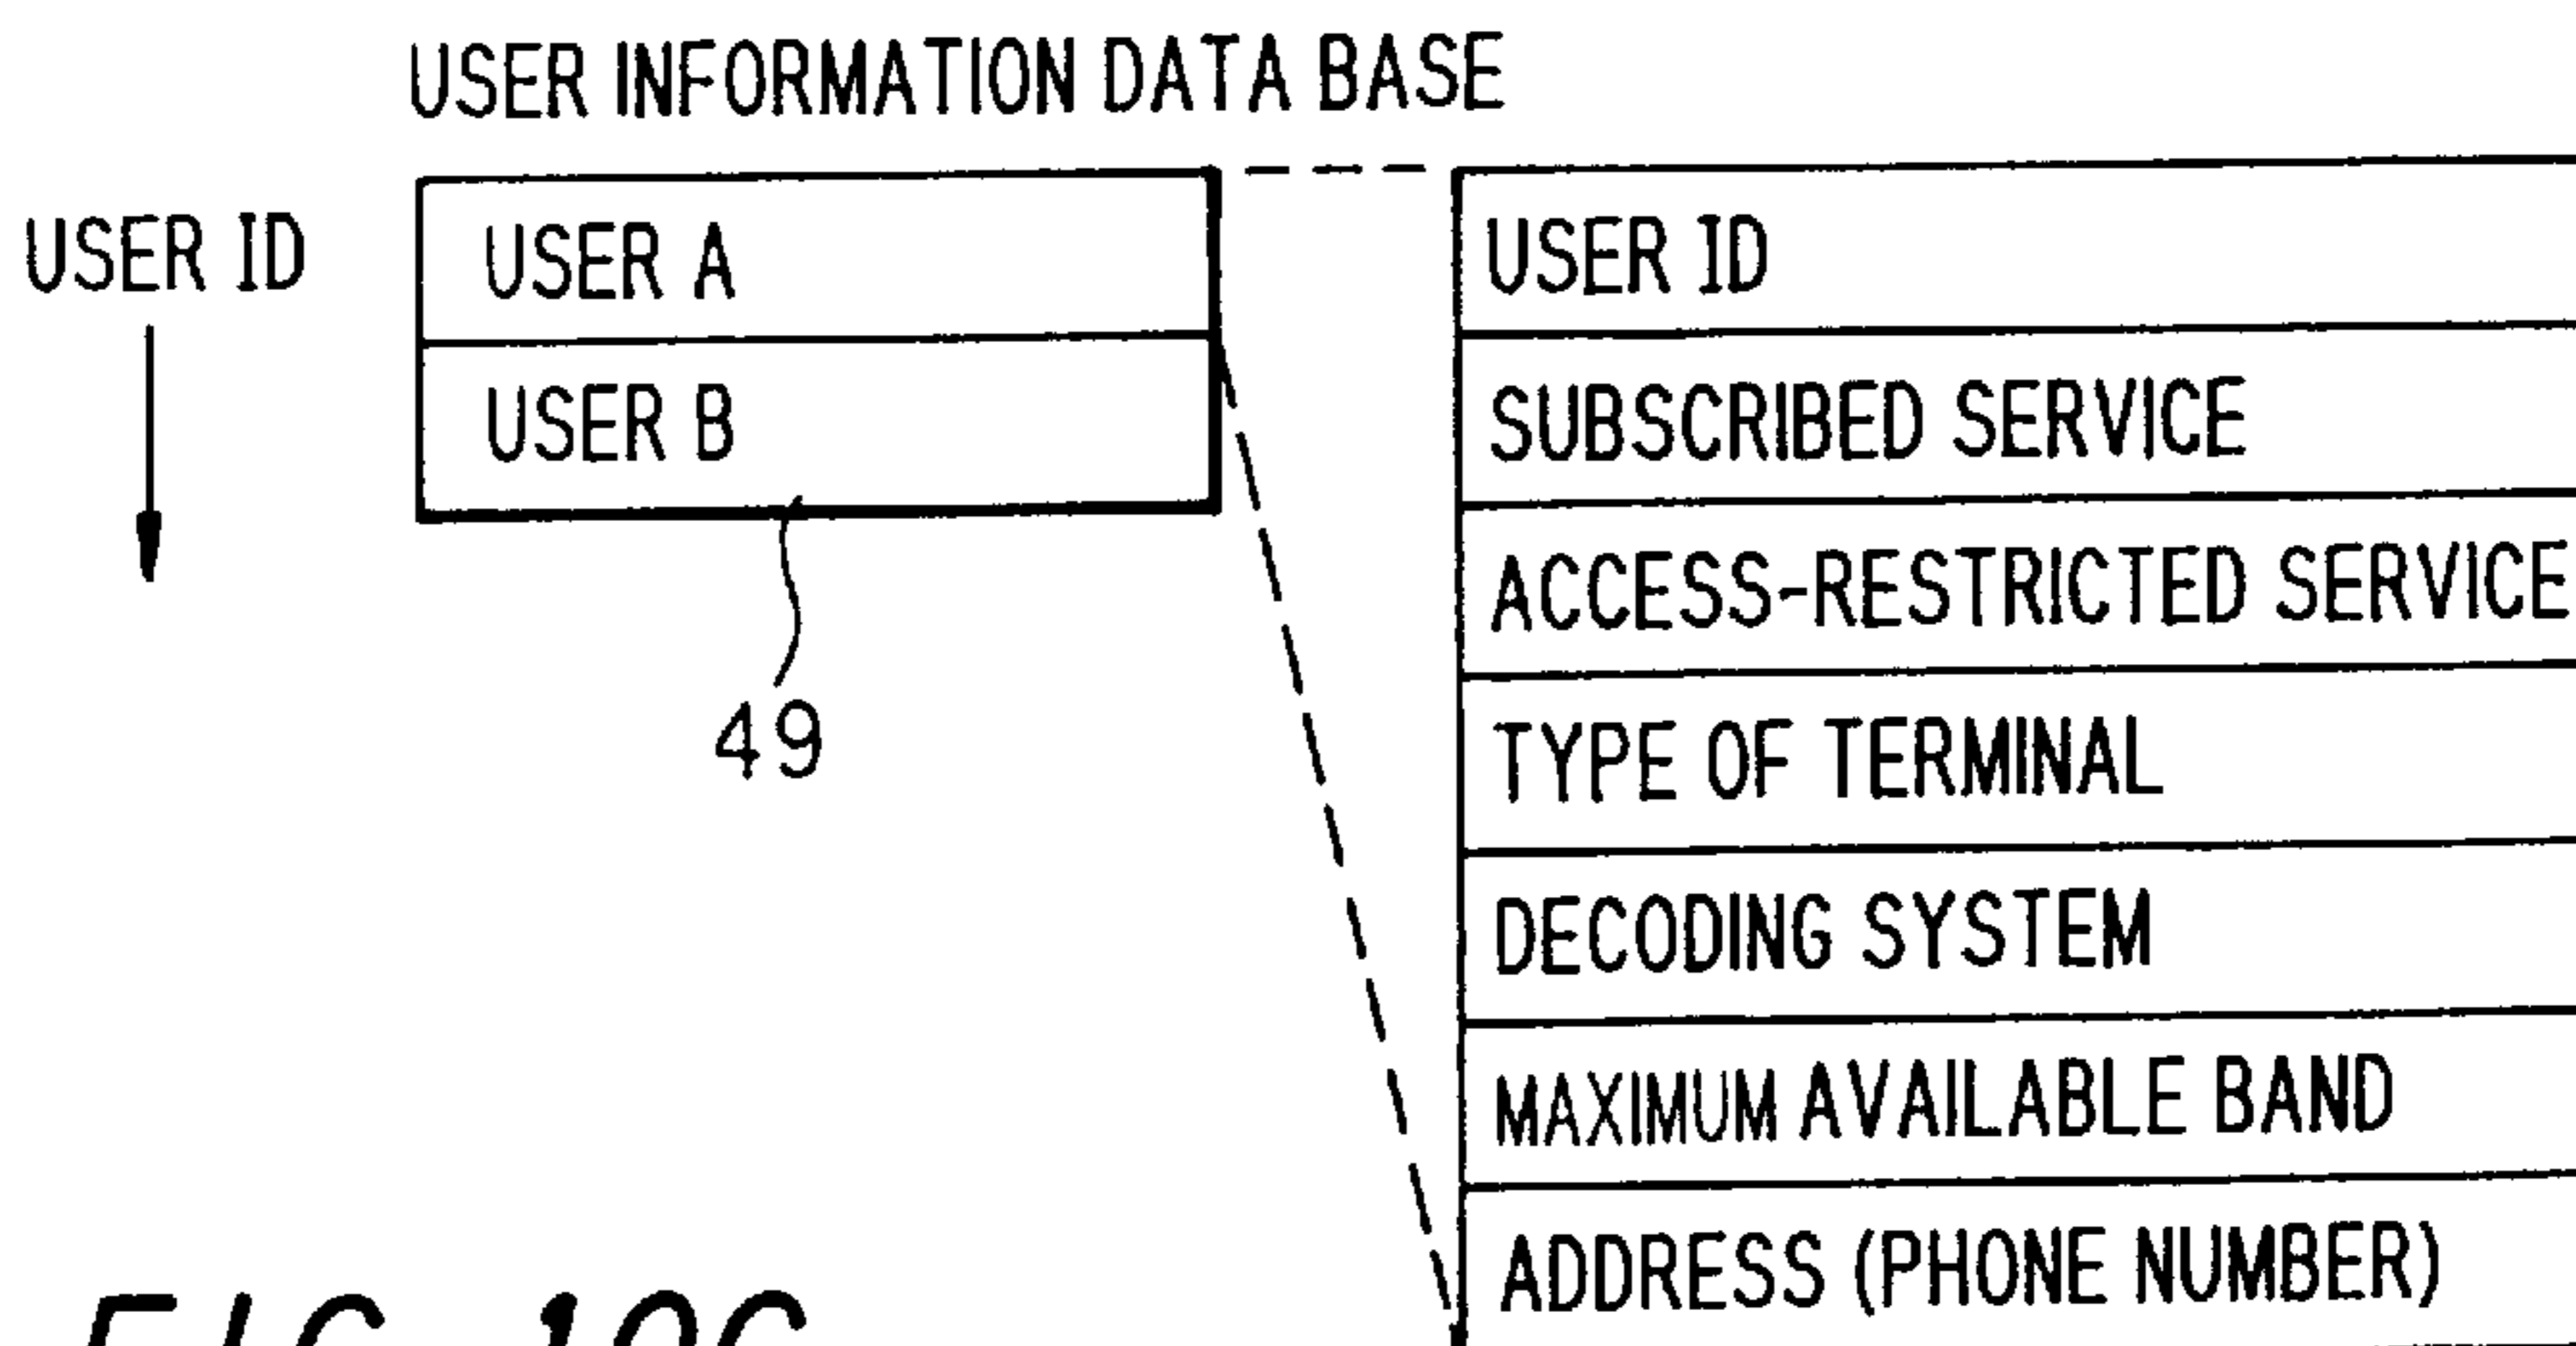 USER INFORMATION DATA BASE
USER ID
USER A
USER B
49
USER ID
SUBSCRIBED SERVICE
ACCESS-RESTRICTED SERVICE
TYPE OF TERMINAL
DECODING SYSTEM
MAXIMUM AVAILABLE BAND
ADDRESS (PHONE NUMBER)